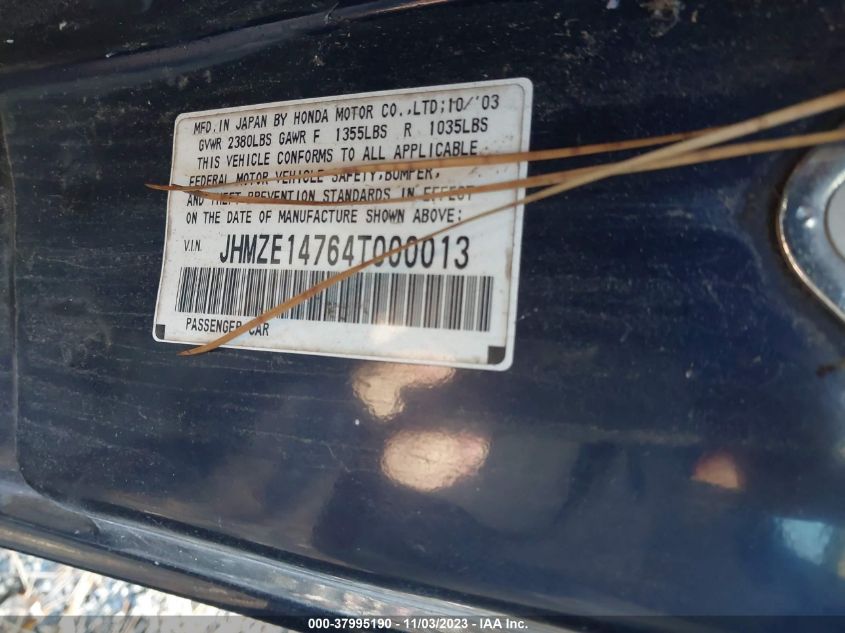 MFD. IN JAPAN BY HONDA MOTOR CO.,LTD;10/'03
GVWR 2380LBS GAWR F 1355LBS R 1035LBS
THIS VEHICLE CONFORMS TO ALL APPLICABLE
FEDERAL MOTOR VEHICLE SAFETY,BUMPER,
AND THEFT PREVENTION STANDARDS IN EFFECT
ON THE DATE OF MANUFACTURE SHOWN ABOVE;
V.I.N. JHMZE14764T000013
PASSENGER CAR
000-37995190 - 11/03/2023 - IAAI.COM